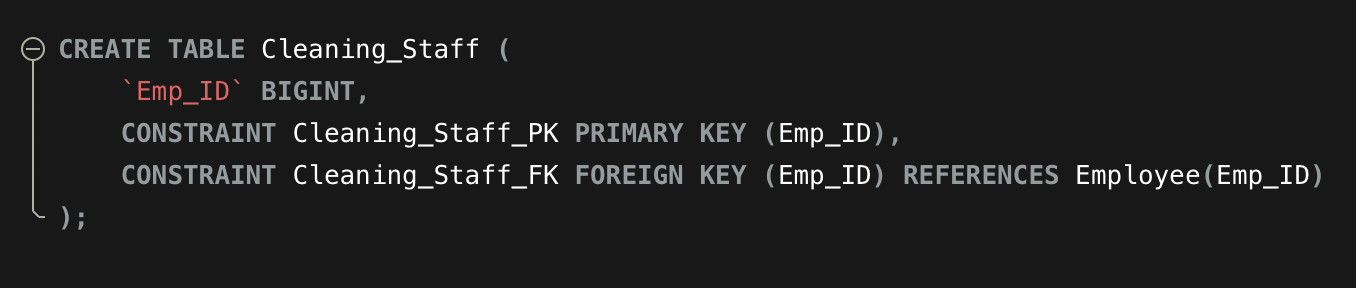 CREATE TABLE Cleaning_Staff (
    `Emp_ID` BIGINT,
    CONSTRAINT Cleaning_Staff_PK PRIMARY KEY (Emp_ID),
    CONSTRAINT Cleaning_Staff_FK FOREIGN KEY (Emp_ID) REFERENCES Employee(Emp_ID)
);